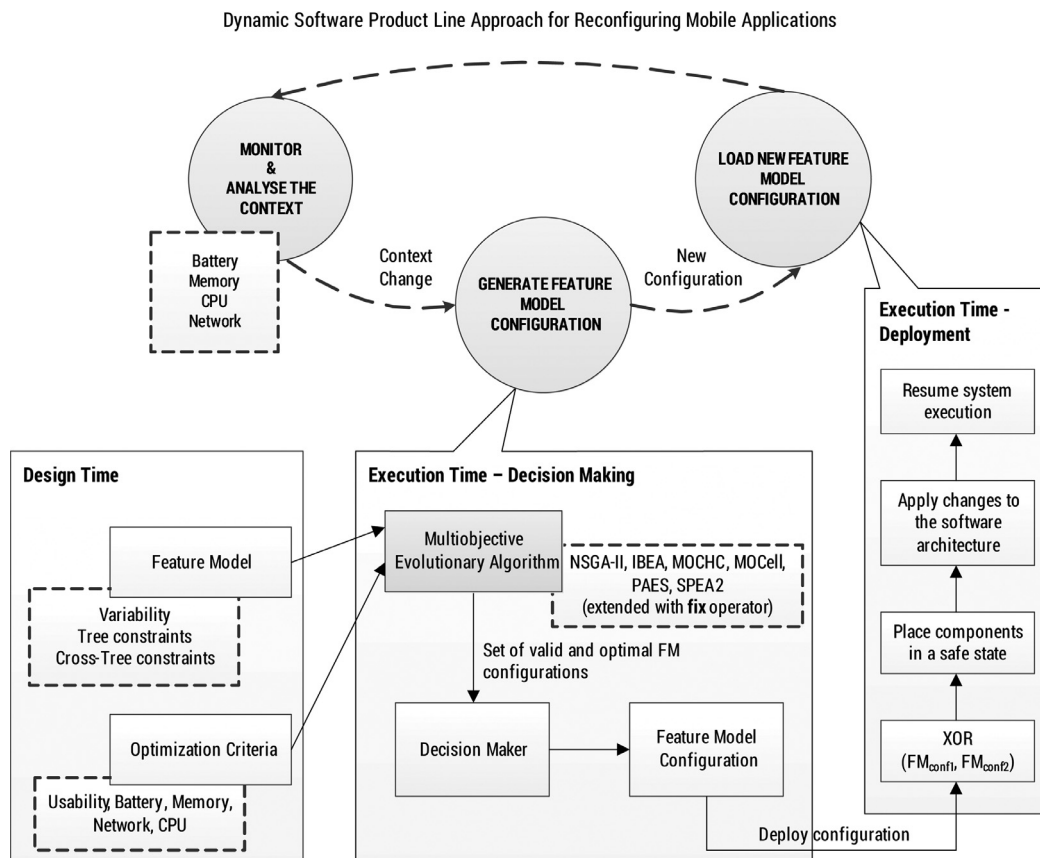 Dynamic Software Product Line Approach for Reconfiguring Mobile Applications
MONITOR
&
ANALYSE THE
CONTEXT
Battery
Memory
CPU
Network
Context
Change
GENERATE FEATURE
MODEL
CONFIGURATION
New
Configuration
LOAD NEW FEATURE
MODEL
CONFIGURATION
Design Time
Feature Model
Variability
Tree constraints
Cross-Tree constraints
Optimization Criteria
Usability, Battery, Memory,
Network, CPU
Execution Time – Decision Making
Multiobjective
Evolutionary Algorithm
NSGA-II, IBEA, MOCHC, MOCell,
PAES, SPEA2
(extended with fix operator)
Set of valid and optimal FM
configurations
Decision Maker
Feature Model
Configuration
Deploy configuration
Execution Time -
Deployment
Resume system
execution
Apply changes to
the software
architecture
Place components
in a safe state
XOR
(FMconf1, FMconf2)